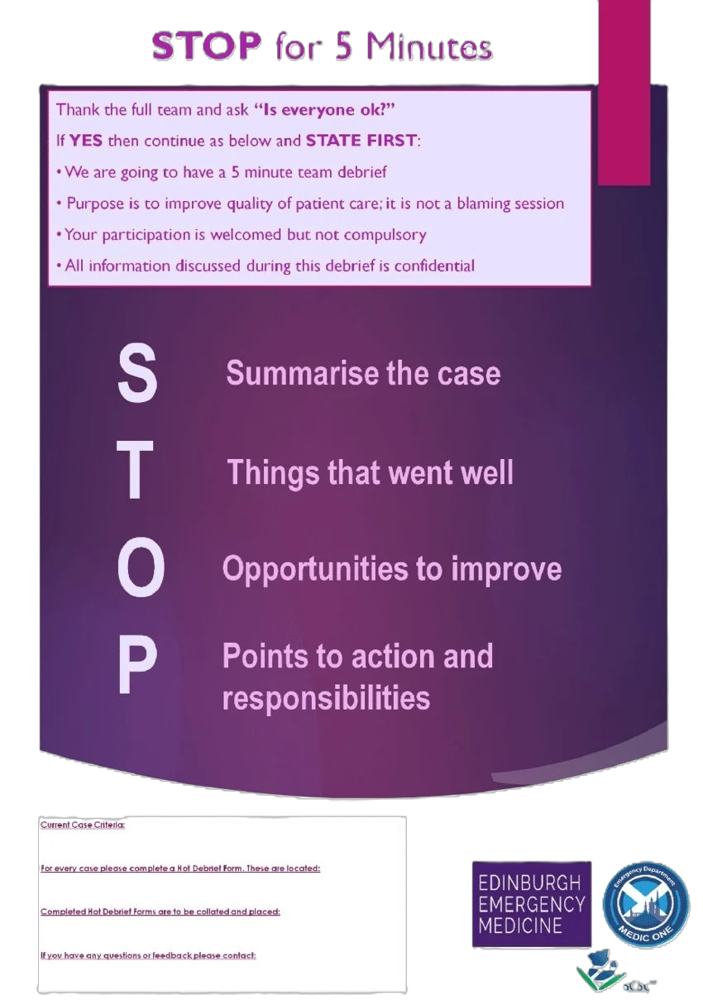 STOP for 5 Minutes
Thank the full team and ask “Is everyone ok?”
If YES then continue as below and STATE FIRST:
• We are going to have a 5 minute team debrief
• Purpose is to improve quality of patient care; it is not a blaming session
• Your participation is welcomed but not compulsory
• All information discussed during this debrief is confidential
S Summarise the case
T Things that went well
O Opportunities to improve
P Points to action and
responsibilities
Current Case Criteria:
For every case please complete a Hot Debrief Form. These are located:
Completed Hot Debrief Forms are to be collated and placed:
If you have any questions or feedback please contact:
EDINBURGH
EMERGENCY
MEDICINE
Emergency Department
MEDIC ONE